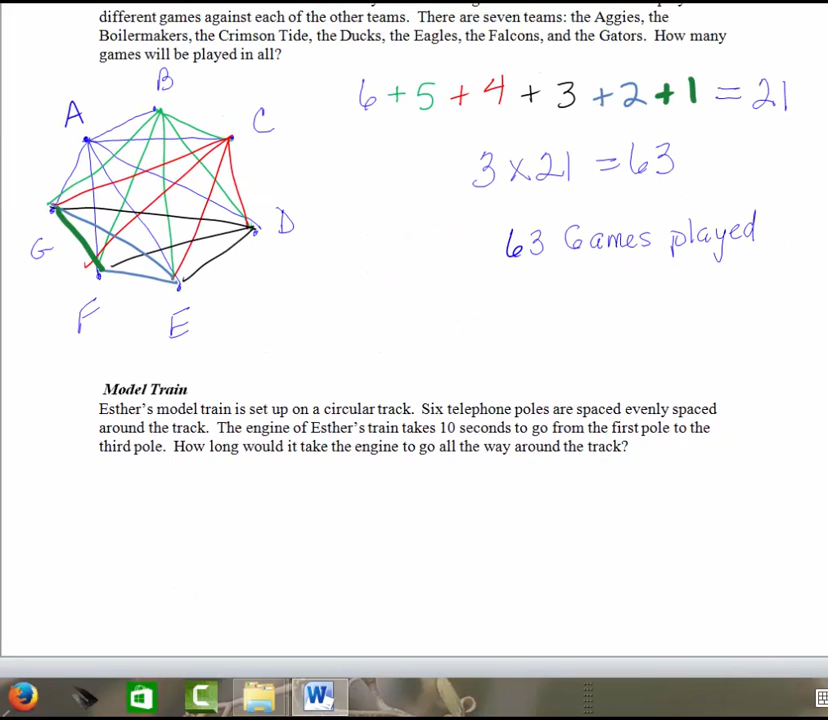 different games against each of the other teams. There are seven teams: the Aggies, the
Boilermakers, the Crimson Tide, the Ducks, the Eagles, the Falcons, and the Gators. How many
games will be played in all?
B
A
C
6 + 5 + 4 + 3 + 2 + 1 = 21
3 x 21 = 63
D
G
63 Games played
F
E
Model Train
Esther's model train is set up on a circular track. Six telephone poles are spaced evenly spaced
around the track. The engine of Esther's train takes 10 seconds to go from the first pole to the
third pole. How long would it take the engine to go all the way around the track?